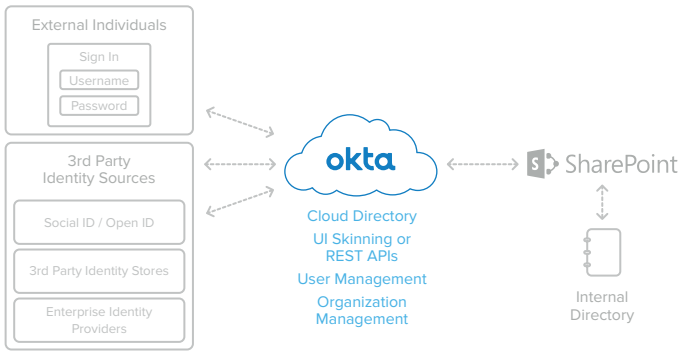 External Individuals
Sign In
Username
Password
3rd Party
Identity Sources
Social ID / Open ID
3rd Party Identity Stores
Enterprise Identity
Providers
okta
Cloud Directory
UI Skinning or
REST APIs
User Management
Organization
Management
S SharePoint
Internal
Directory